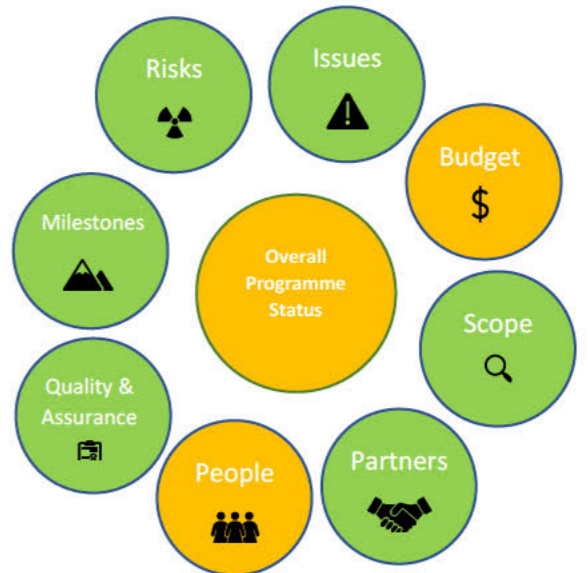 Risks
Issues
Budget
$
Milestones
Overall
Programme
Status
Scope
Quality &
Assurance
People
Partners